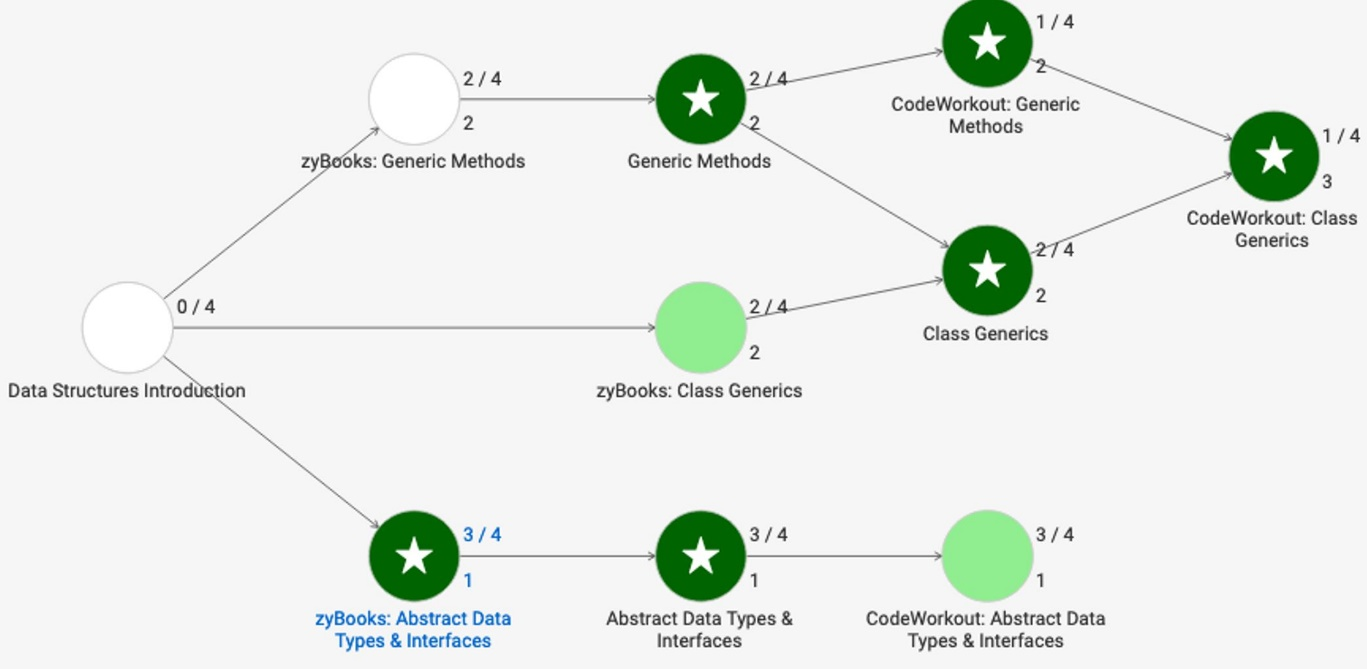 1 / 4
2
CodeWorkout: Generic
Methods
2 / 4
2
zyBooks: Generic Methods
2 / 4
2
Generic Methods
1 / 4
3
CodeWorkout: Class
Generics
2 / 4
2
Class Generics
0 / 4
Data Structures Introduction
2 / 4
2
zyBooks: Class Generics
3 / 4
1
zyBooks: Abstract Data
Types & Interfaces
3 / 4
1
Abstract Data Types &
Interfaces
3 / 4
1
CodeWorkout: Abstract Data
Types & Interfaces